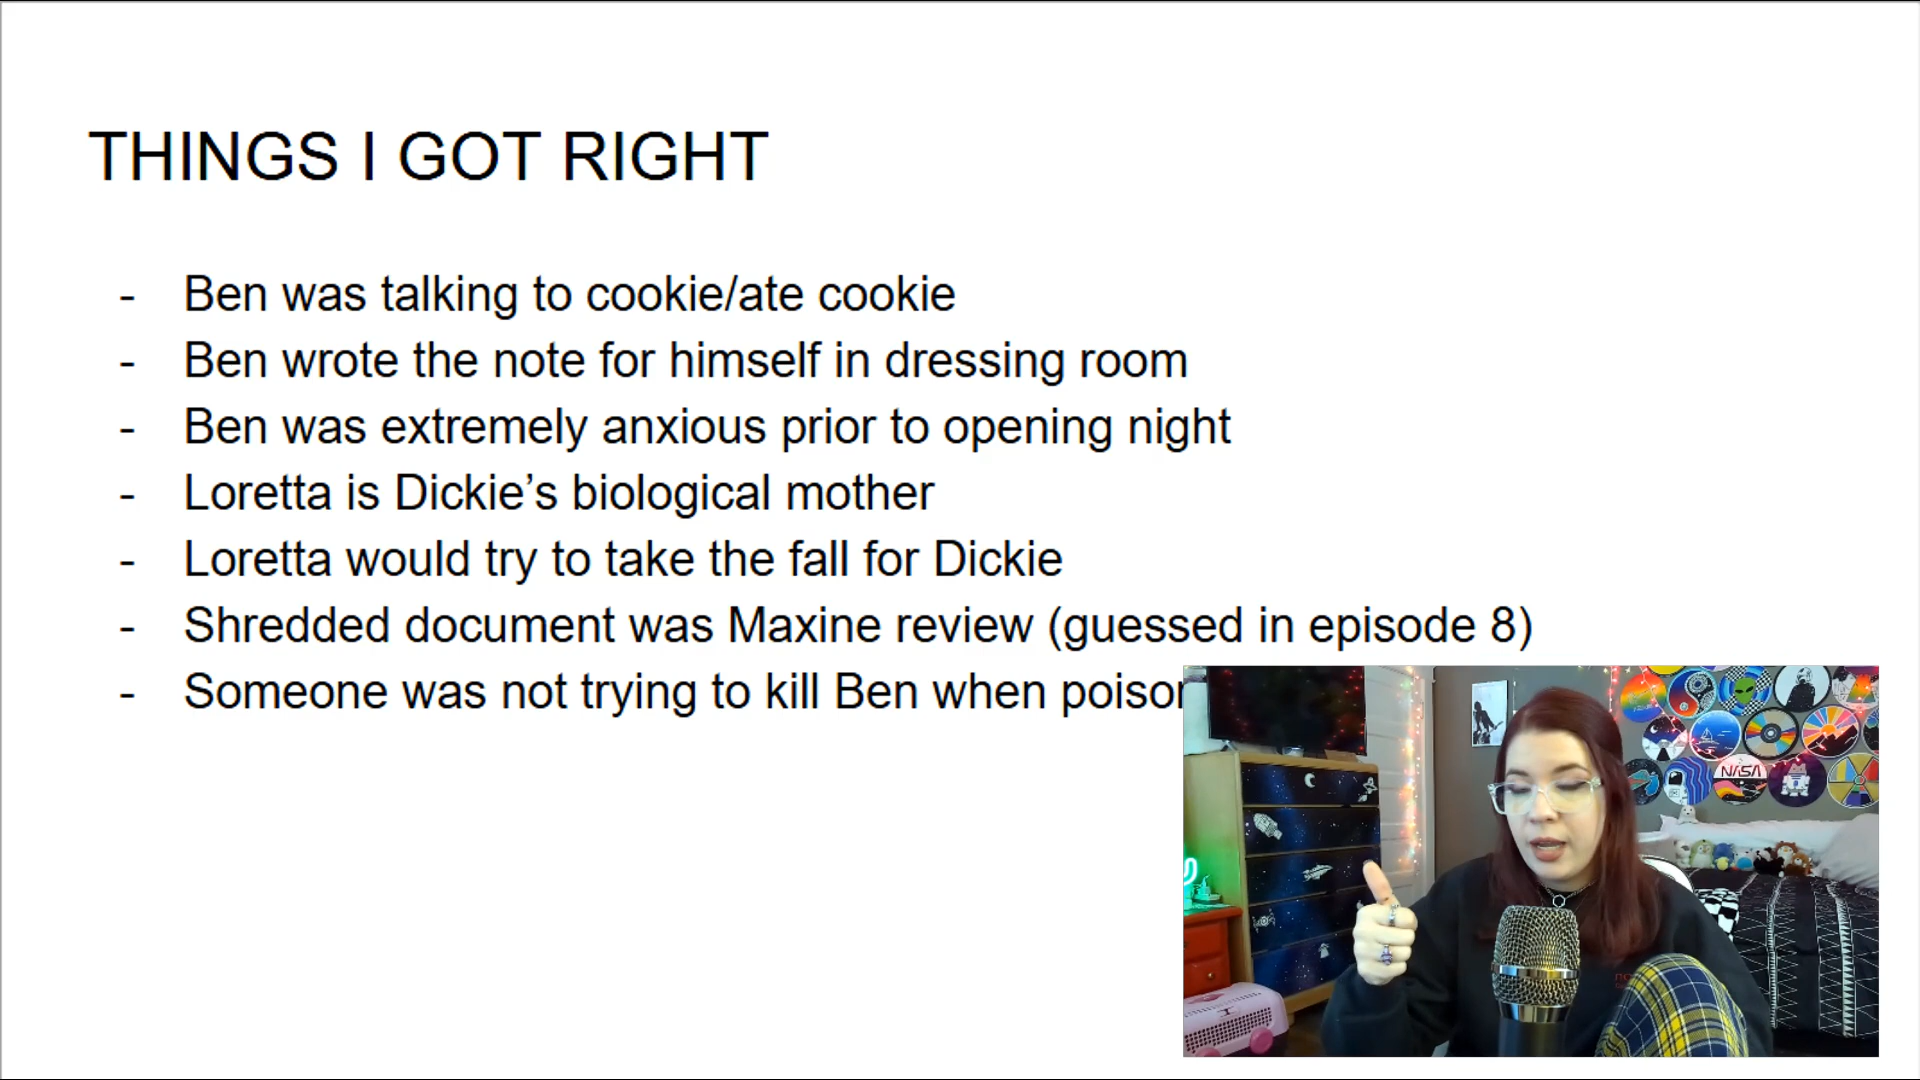 THINGS I GOT RIGHT
- Ben was talking to cookie/ate cookie
- Ben wrote the note for himself in dressing room
- Ben was extremely anxious prior to opening night
- Loretta is Dickie’s biological mother
- Loretta would try to take the fall for Dickie
- Shredded document was Maxine review (guessed in episode 8)
- Someone was not trying to kill Ben when
NASA